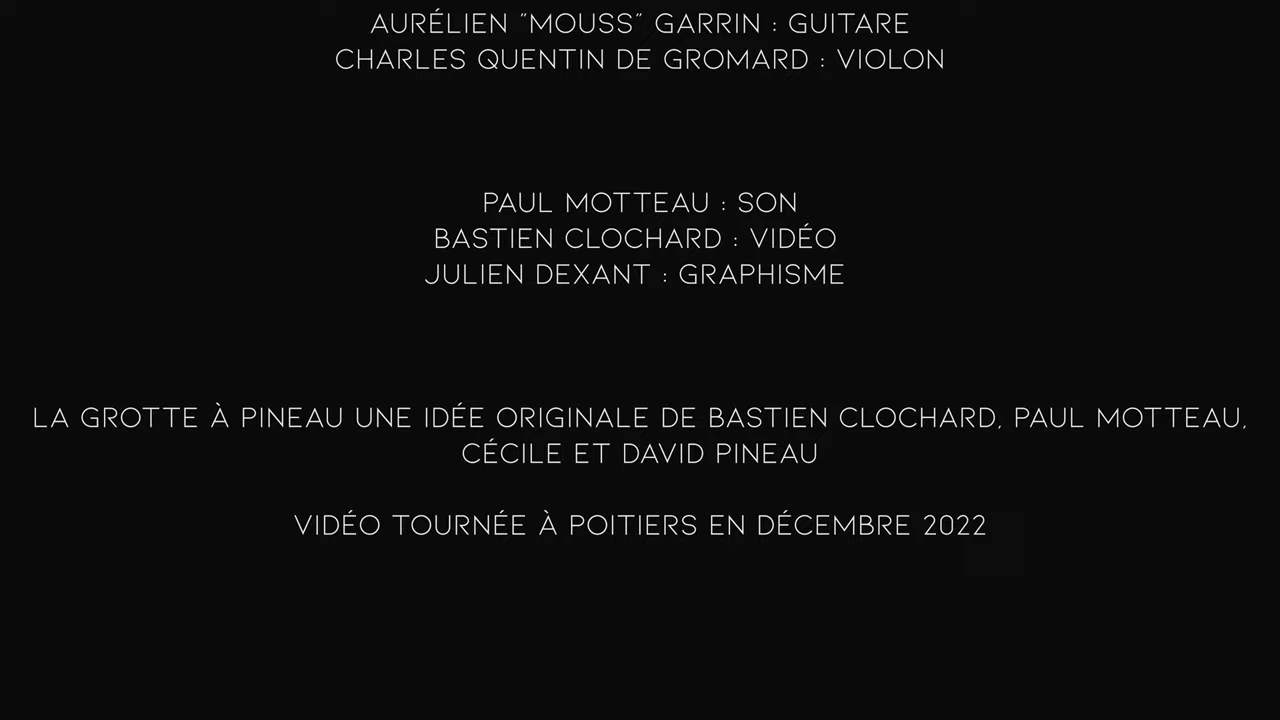 AURÉLIEN "MOUSS" GARRIN : GUITARE
CHARLES QUENTIN DE GROMARD : VIOLON
PAUL MOTTEAU : SON
BASTIEN CLOCHARD : VIDÉO
JULIEN DEXANT : GRAPHISME
LA GROTTE À PINEAU UNE IDÉE ORIGINALE DE BASTIEN CLOCHARD, PAUL MOTTEAU,
CÉCILE ET DAVID PINEAU
VIDÉO TOURNÉE À POITIERS EN DÉCEMBRE 2022